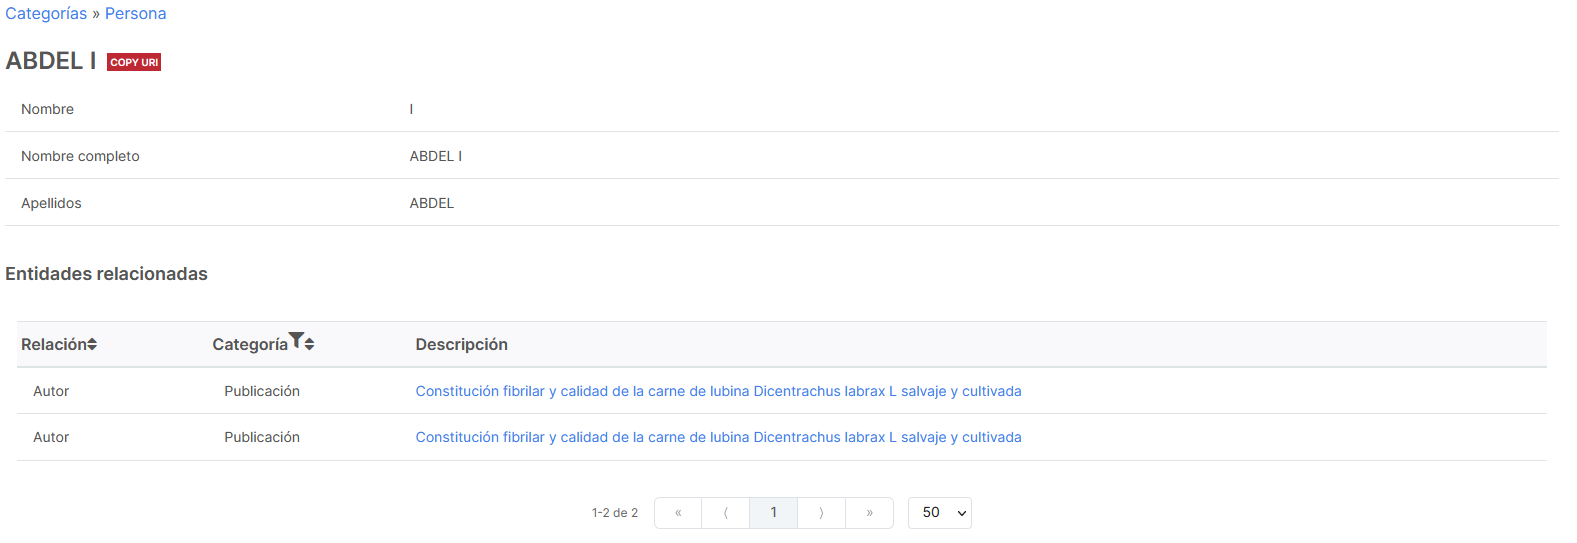 Categorías » Persona
ABDEL I COPY URI
Nombre I
Nombre completo ABDEL I
Apellidos ABDEL
Entidades relacionadas
Relación Categoría Descripción
Autor Publicación Constitución fibrilar y calidad de la carne de lubina Dicentrachus labrax L salvaje y cultivada
Autor Publicación Constitución fibrilar y calidad de la carne de lubina Dicentrachus labrax L salvaje y cultivada
1-2 de 2 « ⟨ 1 ⟩ » 50